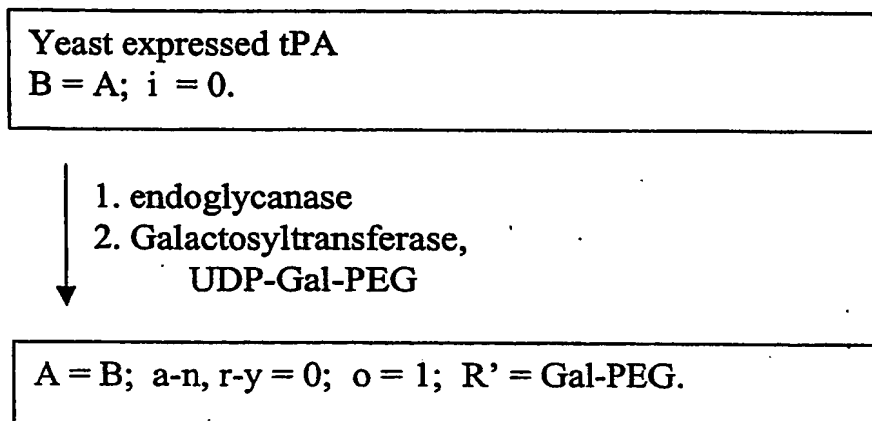 Yeast expressed tPA
B = A; i = 0.
1. endoglycanase
2. Galactosyltransferase,
UDP-Gal-PEG
A = B; a-n, r-y = 0; o = 1; R’ = Gal-PEG.